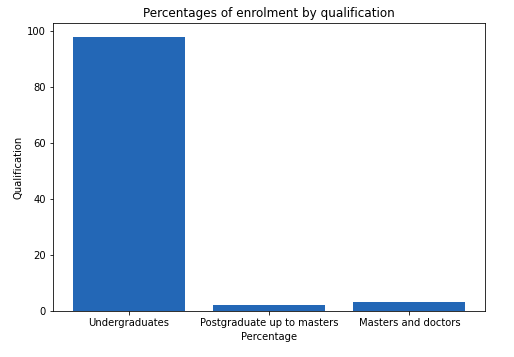 Percentages of enrolment by qualification
100
80
60
40
20
0
Qualification
Undergraduates
Postgraduate up to masters
Masters and doctors
Percentage